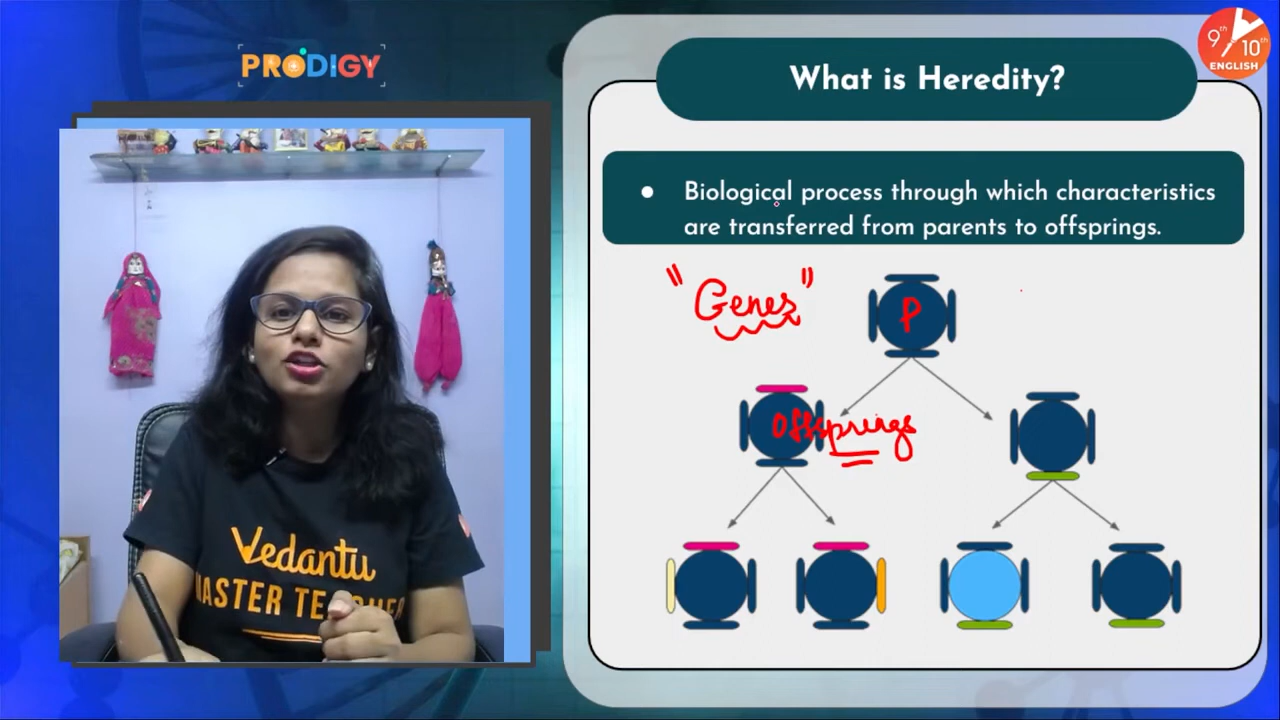 PRODIGY
9th
10th
ENGLISH
What is Heredity?
● Biological process through which characteristics
are transferred from parents to offsprings.
"Genes"
P
Offsprings
Vedantu
MASTER TEACHER